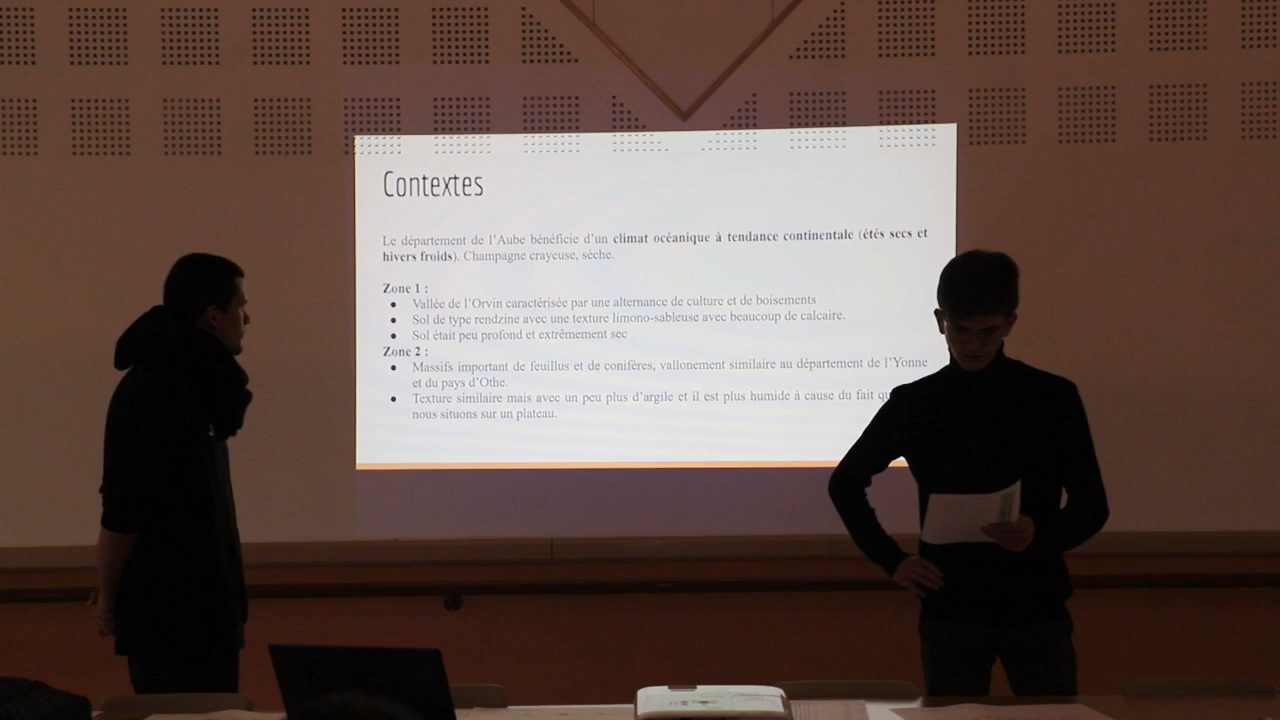 Contextes
Le département de l'Aube bénéficie d'un climat océanique à tendance continentale (étés secs et
hivers froids). Champagne crayeuse, sèche.
Zone 1 :
● Vallée de l'Orvin caractérisée par une alternance de culture et de boisements
● Sol de type rendzine avec une texture limono-sableuse avec beaucoup de calcaire.
● Sol était peu profond et extrêmement sec
Zone 2 :
● Massifs important de feuillus et de conifères, vallonement similaire au département de l'Yonne
et du pays d'Othe.
● Texture similaire mais avec un peu plus d'argile et il est plus humide à cause du fait
nous situons sur un plateau.